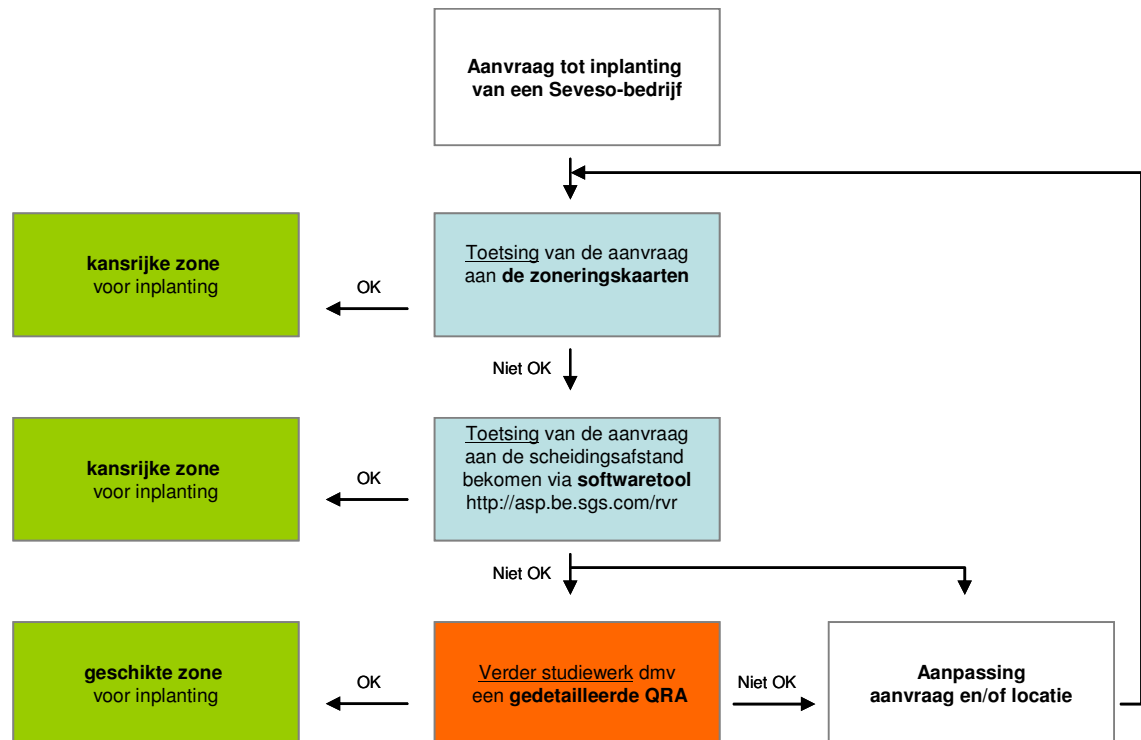 Aanvraag tot inplanting
van een Seveso-bedrijf
kansrijke zone
voor inplanting
OK
Toetsing van de aanvraag
aan de zoneringskaarten
Niet OK
kansrijke zone
voor inplanting
OK
Toetsing van de aanvraag
aan de scheidingsafstand
bekomen via softwaretool
http://asp.be.sgs.com/rvr
Niet OK
geschikte zone
voor inplanting
OK
Verder studiewerk dmv
een gedetailleerde QRA
Niet OK
Aanpassing
aanvraag en/of locatie